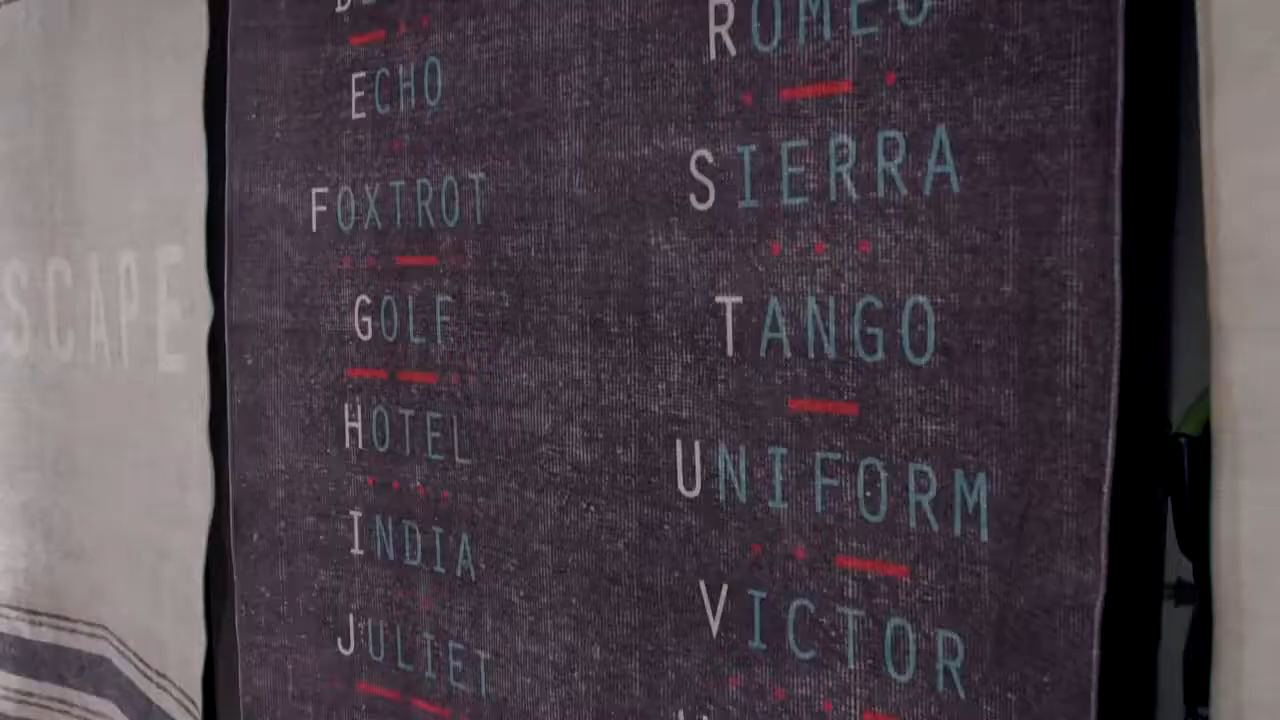 SCAPE
ECHO
FOXTROT
GOLF
HOTEL
INDIA
JULIET
ROMEO
SIERRA
TANGO
UNIFORM
VICTOR